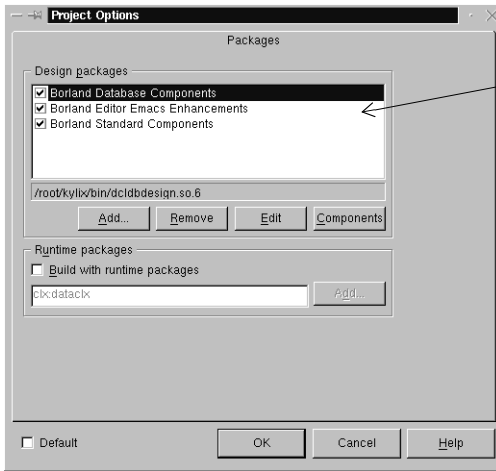 Project Options
Packages
Design packages
Borland Database Components
Borland Editor Emacs Enhancements
Borland Standard Components
/root/kylix/bin/dcldbdesign.so.6
Add... Remove Edit Components
Runtime packages
Build with runtime packages
clx:dataclx Add...
Default OK Cancel Help